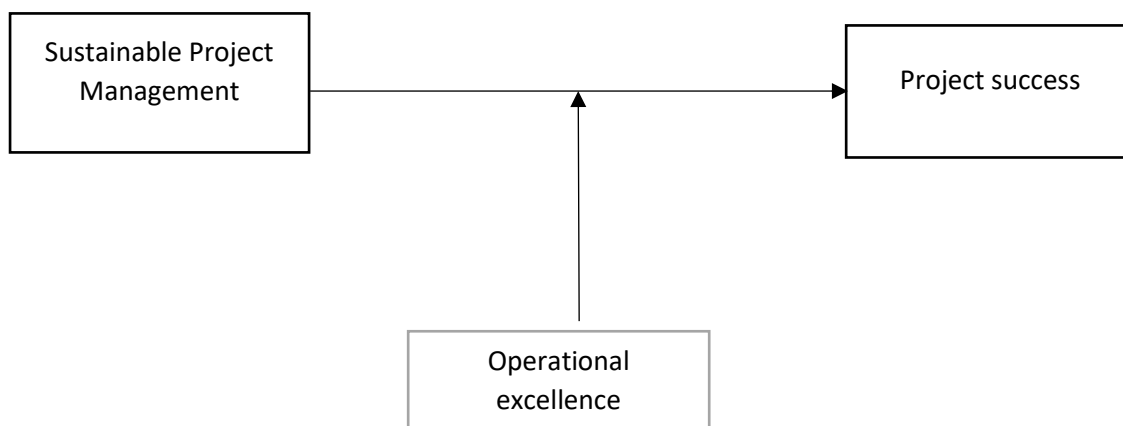 Sustainable Project
Management
Project success
Operational
excellence